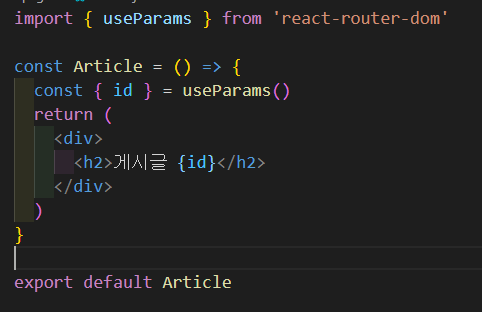 import { useParams } from 'react-router-dom'
const Article = () => {
const { id } = useParams()
return (
<div>
<h2>게시글 {id}</h2>
</div>
)
}
export default Article